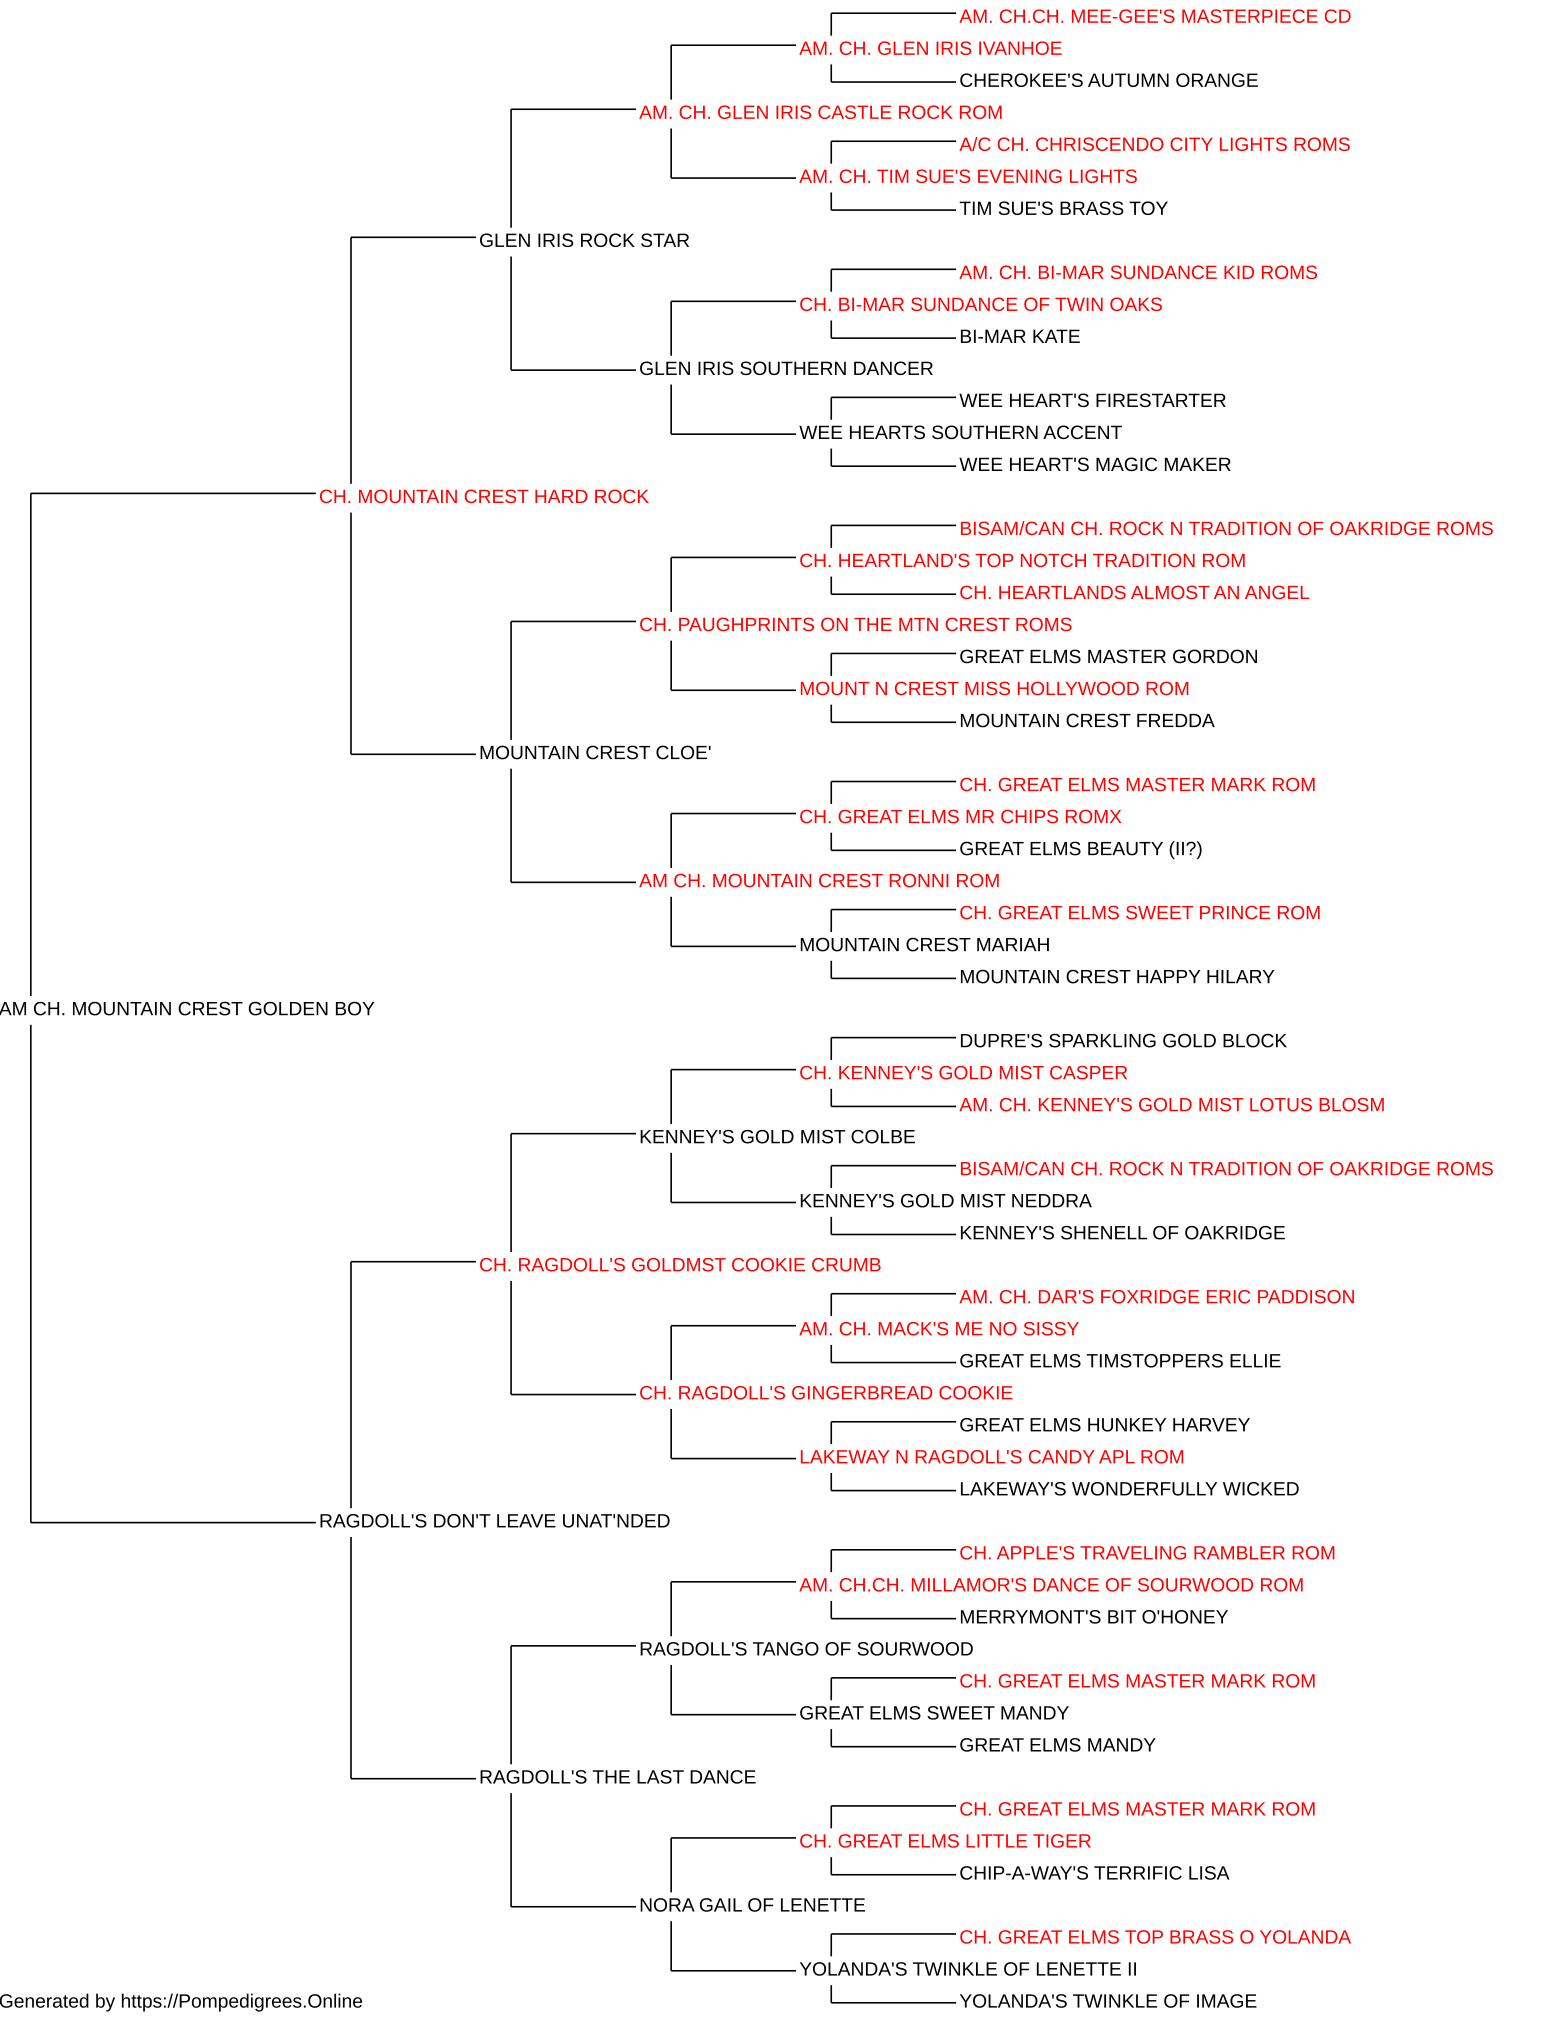 AM. CH.CH. MEE-GEE'S MASTERPIECE CD
AM. CH. GLEN IRIS IVANHOE
CHEROKEE'S AUTUMN ORANGE
AM. CH. GLEN IRIS CASTLE ROCK ROM
A/C CH. CHRISCENDO CITY LIGHTS ROMS
AM. CH. TIM SUE'S EVENING LIGHTS
TIM SUE'S BRASS TOY
GLEN IRIS ROCK STAR
AM. CH. BI-MAR SUNDANCE KID ROMS
CH. BI-MAR SUNDANCE OF TWIN OAKS
BI-MAR KATE
GLEN IRIS SOUTHERN DANCER
WEE HEART'S FIRESTARTER
WEE HEARTS SOUTHERN ACCENT
WEE HEART'S MAGIC MAKER
CH. MOUNTAIN CREST HARD ROCK
BISAM/CAN CH. ROCK N TRADITION OF OAKRIDGE ROMS
CH. HEARTLAND'S TOP NOTCH TRADITION ROM
CH. HEARTLANDS ALMOST AN ANGEL
CH. PAUGHPRINTS ON THE MTN CREST ROMS
GREAT ELMS MASTER GORDON
MOUNT N CREST MISS HOLLYWOOD ROM
MOUNTAIN CREST FREDDA
MOUNTAIN CREST CLOE'
CH. GREAT ELMS MASTER MARK ROM
CH. GREAT ELMS MR CHIPS ROMX
GREAT ELMS BEAUTY (II?)
AM CH. MOUNTAIN CREST RONNI ROM
CH. GREAT ELMS SWEET PRINCE ROM
MOUNTAIN CREST MARIAH
MOUNTAIN CREST HAPPY HILARY
AM CH. MOUNTAIN CREST GOLDEN BOY
DUPRE'S SPARKLING GOLD BLOCK
CH. KENNEY'S GOLD MIST CASPER
AM. CH. KENNEY'S GOLD MIST LOTUS BLOSM
KENNEY'S GOLD MIST COLBE
BISAM/CAN CH. ROCK N TRADITION OF OAKRIDGE ROMS
KENNEY'S GOLD MIST NEDDRA
KENNEY'S SHENELL OF OAKRIDGE
CH. RAGDOLL'S GOLDMST COOKIE CRUMB
AM. CH. DAR'S FOXRIDGE ERIC PADDISON
AM. CH. MACK'S ME NO SISSY
GREAT ELMS TIMSTOPPERS ELLIE
CH. RAGDOLL'S GINGERBREAD COOKIE
GREAT ELMS HUNKEY HARVEY
LAKEWAY N RAGDOLL'S CANDY APL ROM
LAKEWAY'S WONDERFULLY WICKED
RAGDOLL'S DON'T LEAVE UNAT'NDED
CH. APPLE'S TRAVELING RAMBLER ROM
AM. CH.CH. MILLAMOR'S DANCE OF SOURWOOD ROM
MERRYMONT'S BIT O'HONEY
RAGDOLL'S TANGO OF SOURWOOD
CH. GREAT ELMS MASTER MARK ROM
GREAT ELMS SWEET MANDY
GREAT ELMS MANDY
RAGDOLL'S THE LAST DANCE
CH. GREAT ELMS MASTER MARK ROM
CH. GREAT ELMS LITTLE TIGER
CHIP-A-WAY'S TERRIFIC LISA
NORA GAIL OF LENETTE
CH. GREAT ELMS TOP BRASS O YOLANDA
YOLANDA'S TWINKLE OF LENETTE II
YOLANDA'S TWINKLE OF IMAGE
Generated by https://Pompedigrees.Online